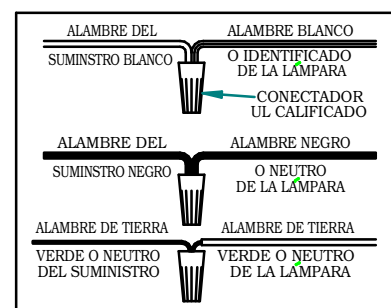 ALAMBRE DEL ALAMBRE BLANCO
SUMINSTRO BLANCO O IDENTIFICADO
DE LA LAMPARA
CONECTADOR
UL CALIFICADO
ALAMBRE DEL ALAMBRE NEGRO
SUMINSTRO NEGRO O NEUTRO
DE LA LAMPARA
ALAMBRE DE TIERRA ALAMBRE DE TIERRA
VERDE O NEUTRO VERDE O NEUTRO
DEL SUMINISTRO DE LA LAMPARA